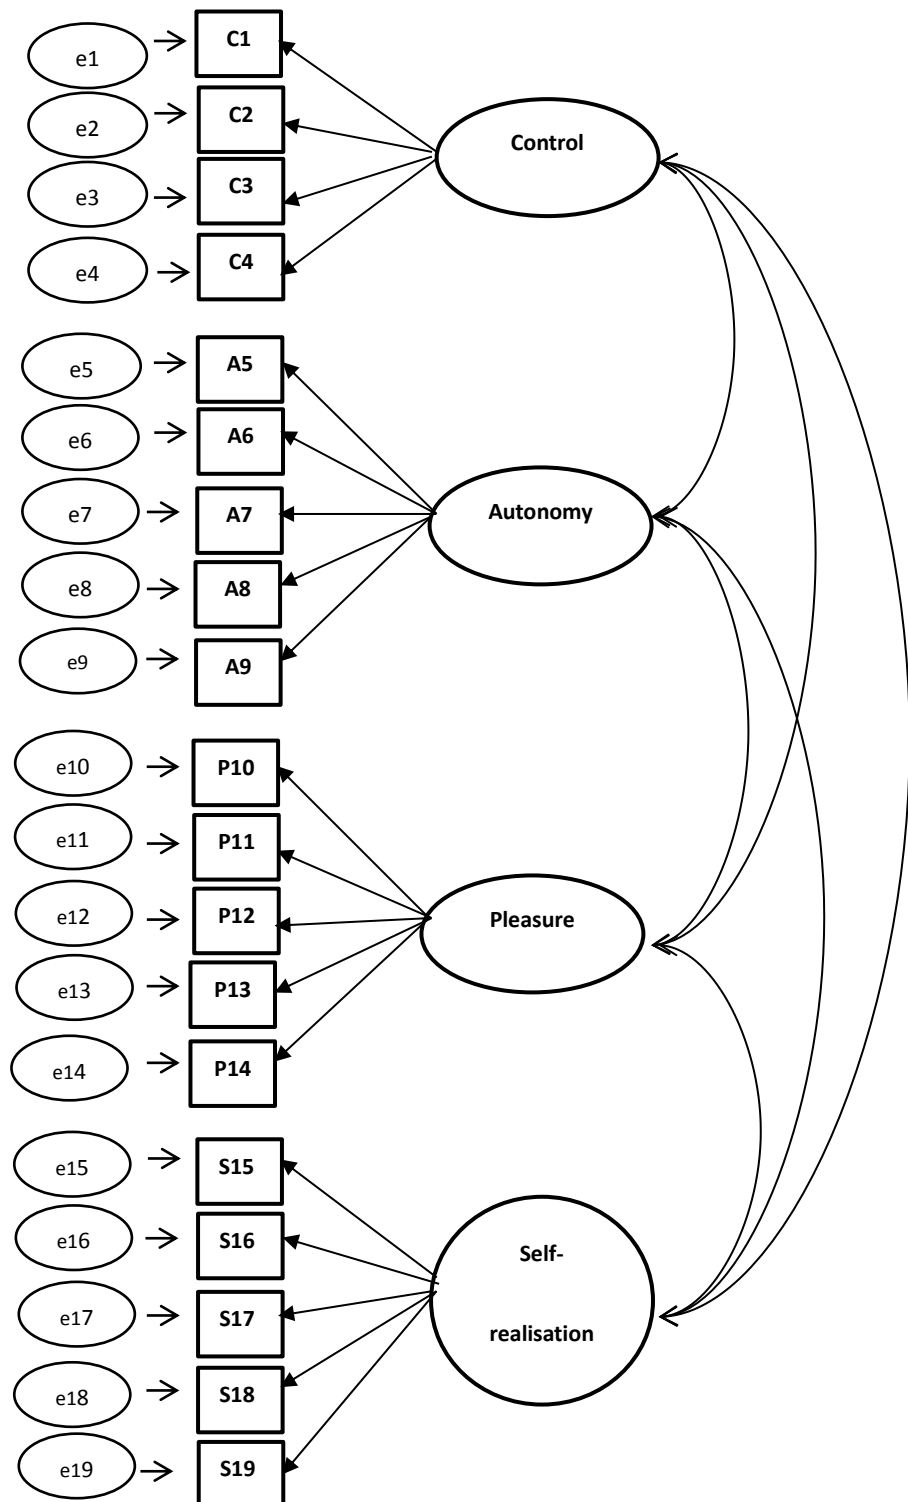 e1
C1
e2
C2
Control
e3
C3
e4
C4
e5
A5
e6
A6
e7
A7
Autonomy
e8
A8
e9
A9
e10
P10
e11
P11
e12
P12
Pleasure
e13
P13
e14
P14
e15
S15
e16
S16
Self-
realisation
e17
S17
e18
S18
e19
S19